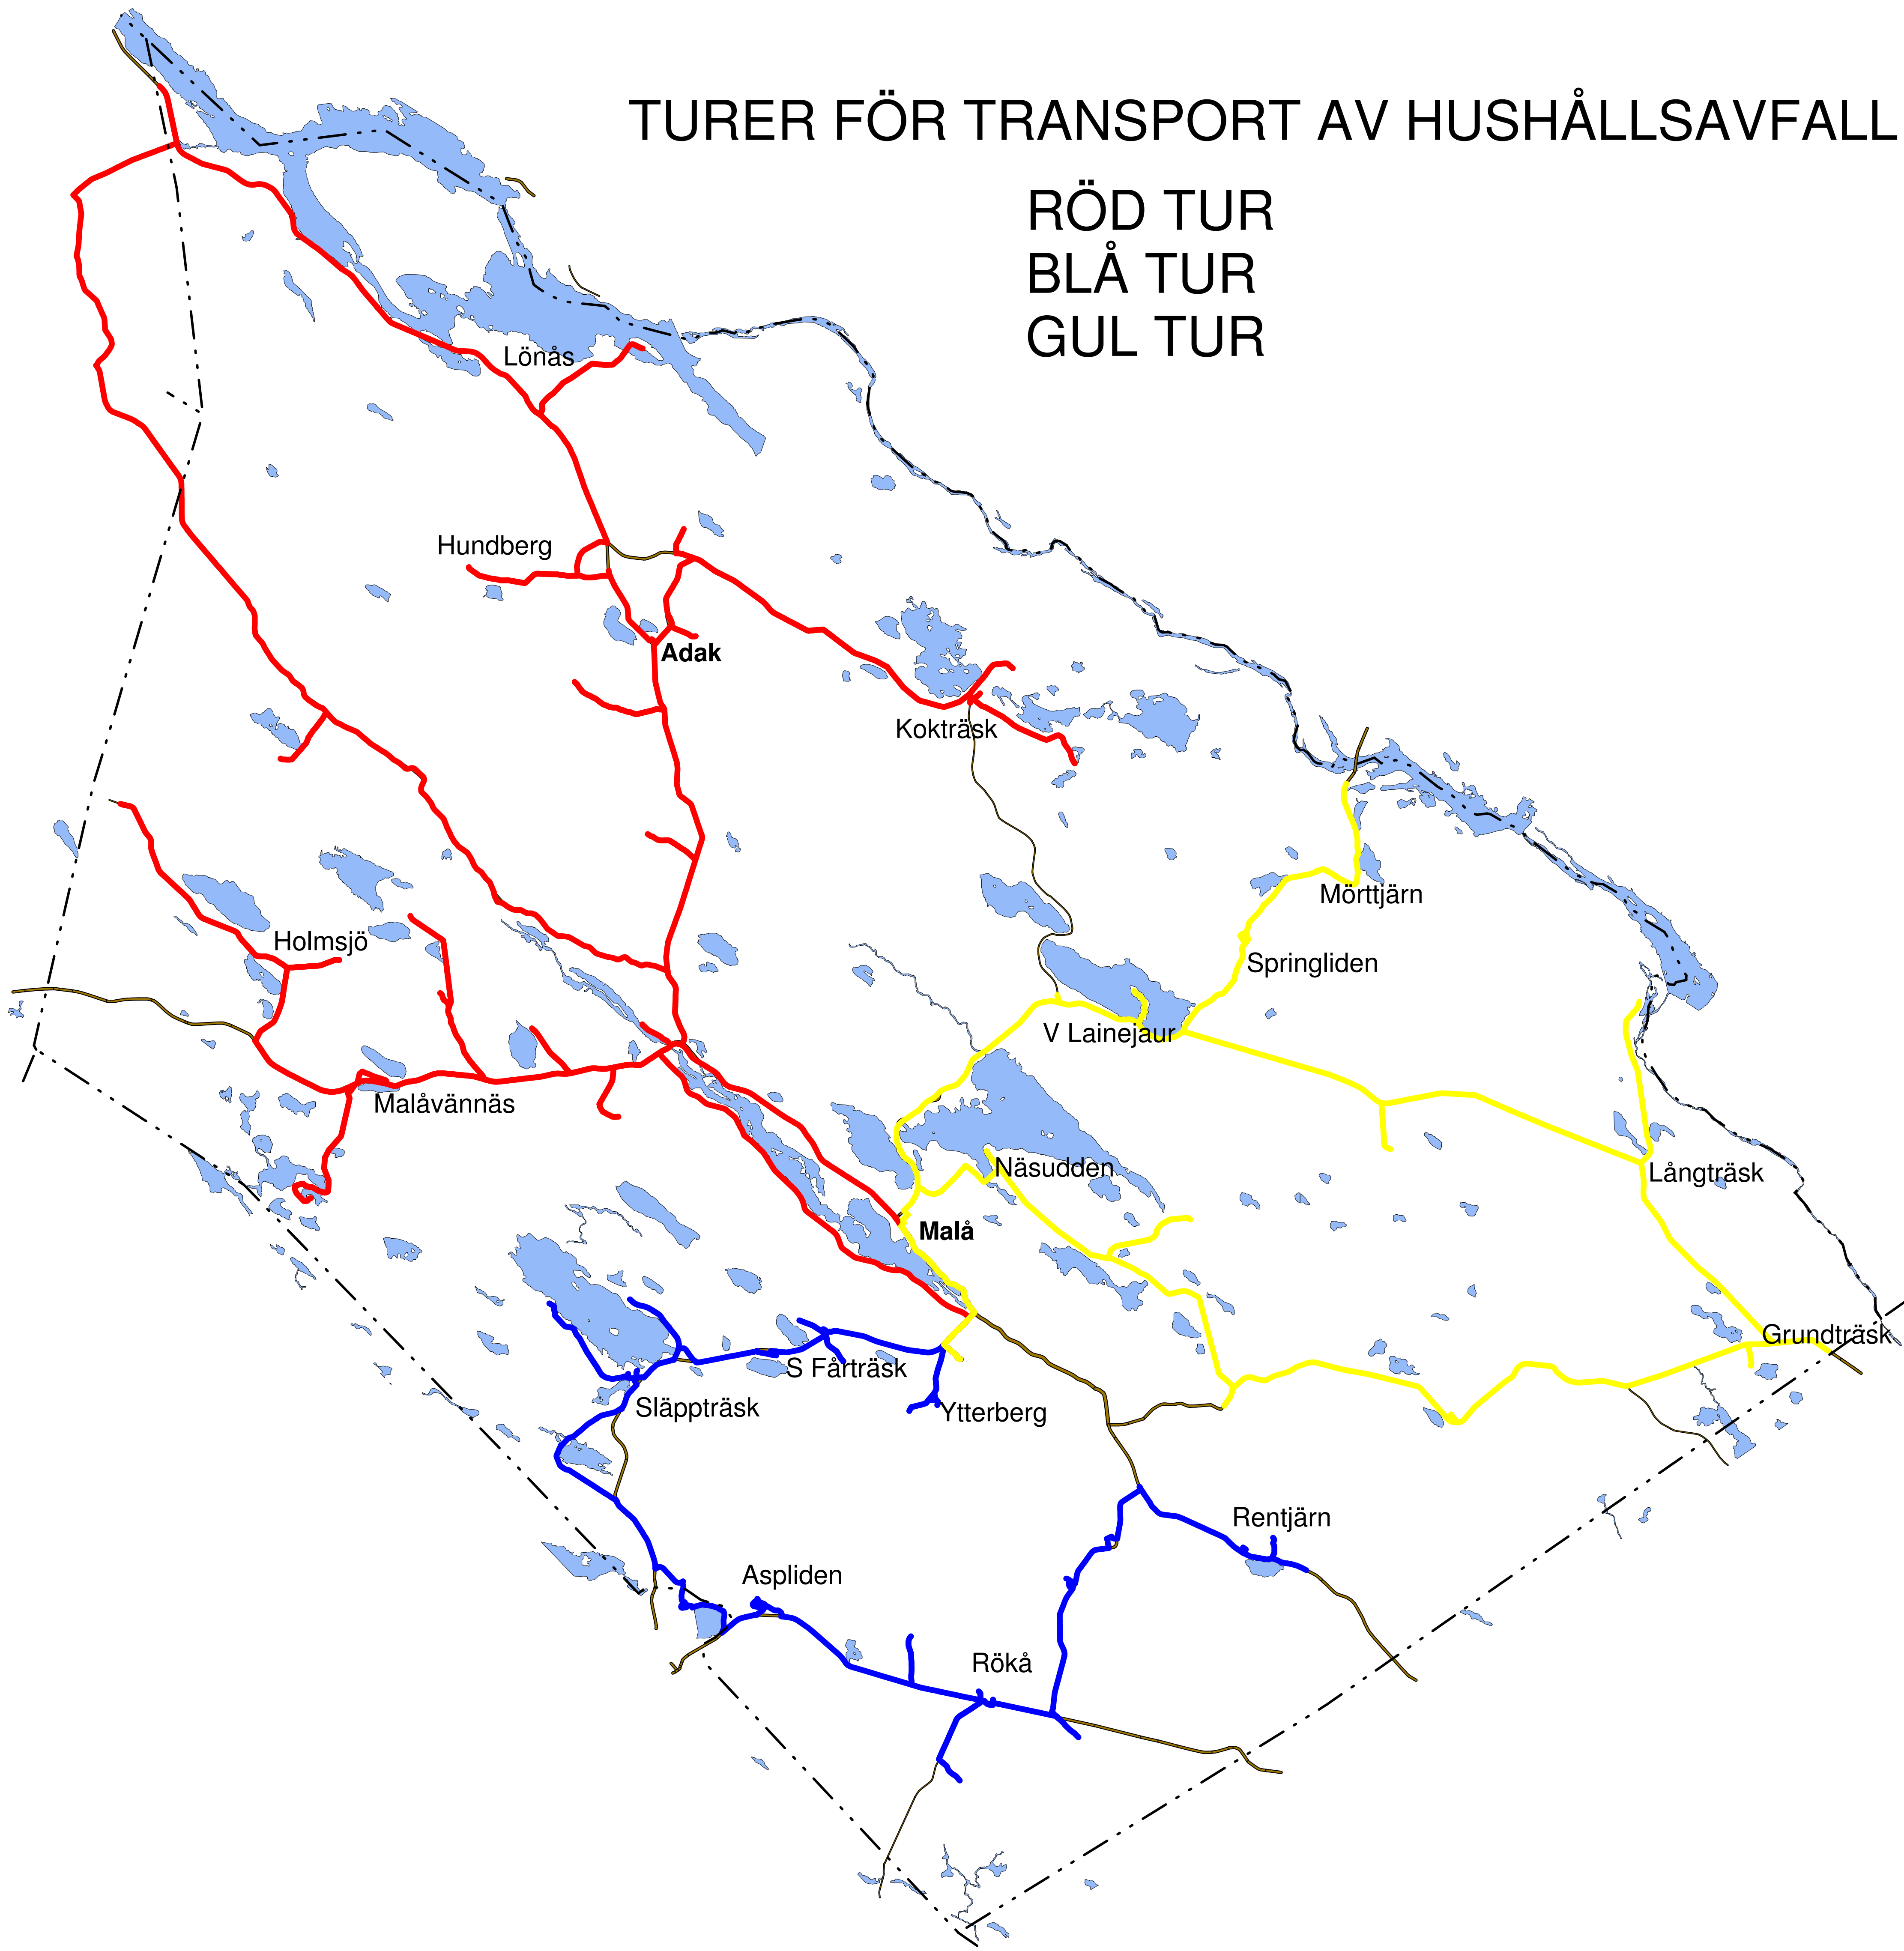 TURER FÖR TRANSPORT AV HUSHÅLLSAVFALL
RÖD TUR
BLÅ TUR
GUL TUR
Lönås
Hundberg
Adak
Kokträsk
Mörttjärn
Holmsjö
Springliden
V Lainejaur
Malåvännäs
Näsudden
Långträsk
Malå
Grundträsk
S Fårträsk
Släppträsk
Ytterberg
Rentjärn
Aspliden
Rökå